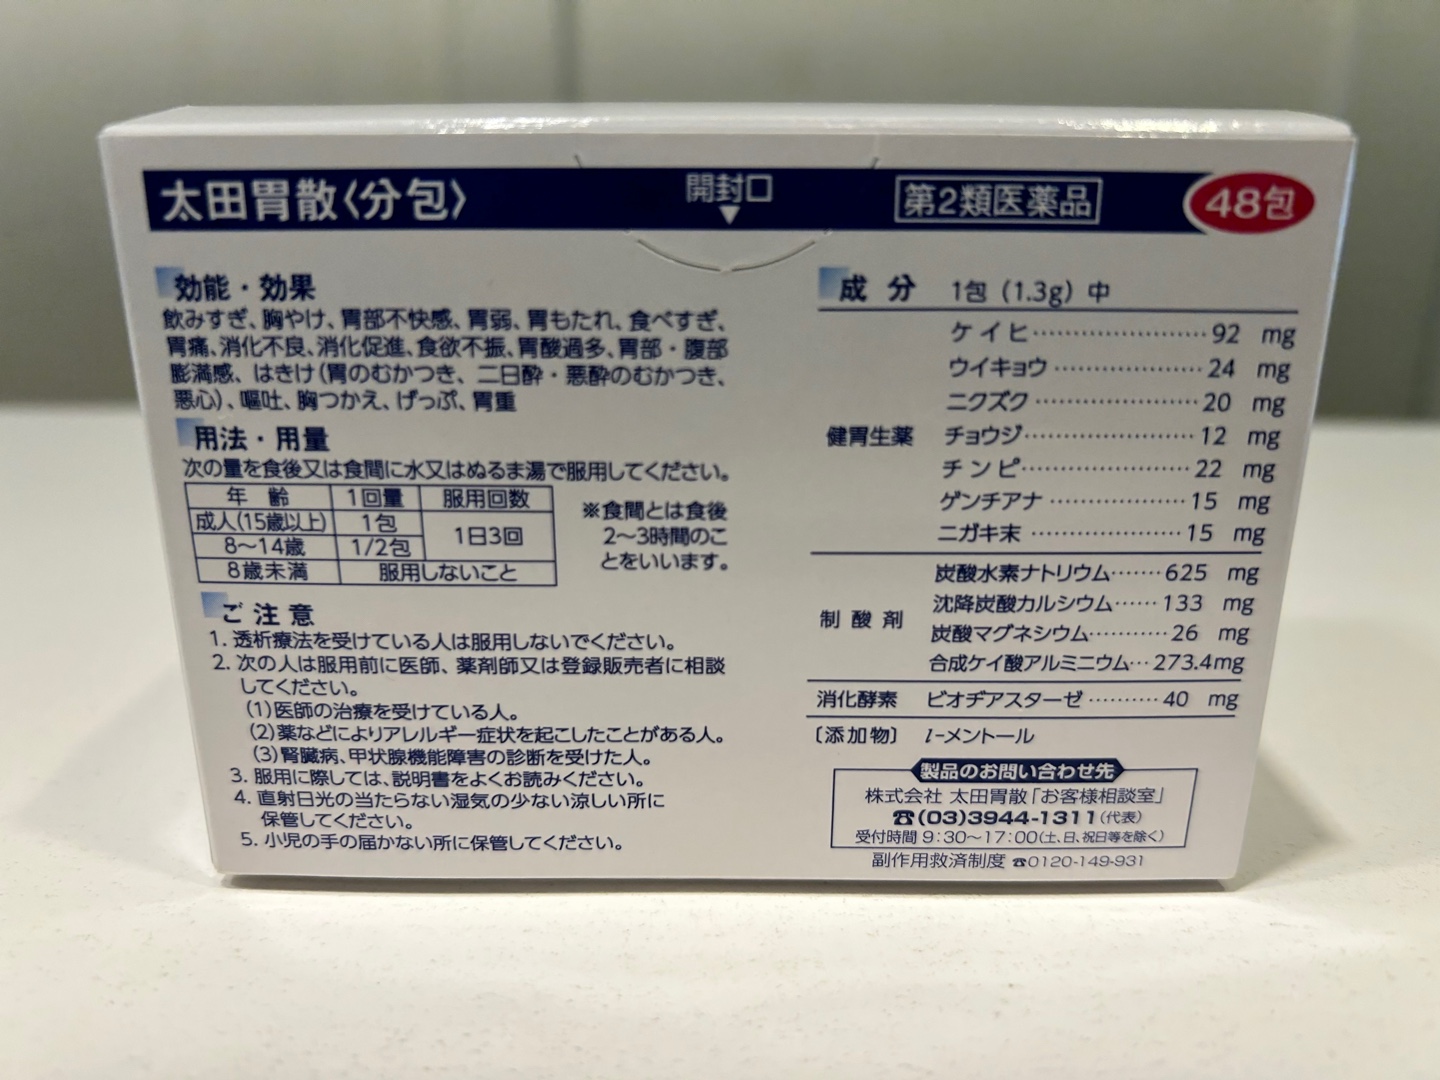 太田胃散〈分包〉
開封口
▼
第2類医薬品
48包
効能・効果
飲みすぎ、胸やけ、胃部不快感、胃弱、胃もたれ、食べすぎ、
胃痛、消化不良、消化促進、食欲不振、胃酸過多、胃部・腹部
膨満感、はきけ(胃のむかつき、二日酔・悪酔のむかつき、
悪心)、嘔吐、胸つかえ、げっぷ、胃重
用法・用量
次の量を食後又は食間に水又はぬるま湯で服用してください。
年齢 1回量 服用回数
成人(15歳以上) 1包 1日3回
8〜14歳 1/2包
8歳未満 服用しないこと
※食間とは食後
2〜3時間のこ
とをいいます。
ご注意
1. 透析療法を受けている人は服用しないでください。
2. 次の人は服用前に医師、薬剤師又は登録販売者に相談
してください。
(1)医師の治療を受けている人。
(2)薬などによりアレルギー症状を起こしたことがある人。
(3)腎臓病、甲状腺機能障害の診断を受けた人。
3. 服用に際しては、説明書をよくお読みください。
4. 直射日光の当たらない湿気の少ない涼しい所に
保管してください。
5. 小児の手の届かない所に保管してください。
成分 1包(1.3g)中
健胃生薬
ケイヒ……………………92 mg
ウイキョウ…………………24 mg
ニクズク……………………20 mg
チョウジ……………………12 mg
チンピ………………………22 mg
ゲンチアナ…………………15 mg
ニガキ末……………………15 mg
制酸剤
炭酸水素ナトリウム……625 mg
沈降炭酸カルシウム……133 mg
炭酸マグネシウム…………26 mg
合成ケイ酸アルミニウム…273.4mg
消化酵素 ビオヂアスターゼ…………40 mg
〔添加物〕 l-メントール
製品のお問い合わせ先
株式会社 太田胃散「お客様相談室」
☎(03)3944-1311(代表)
受付時間 9:30〜17:00(土、日、祝日等を除く)
副作用救済制度 ☎0120-149-931